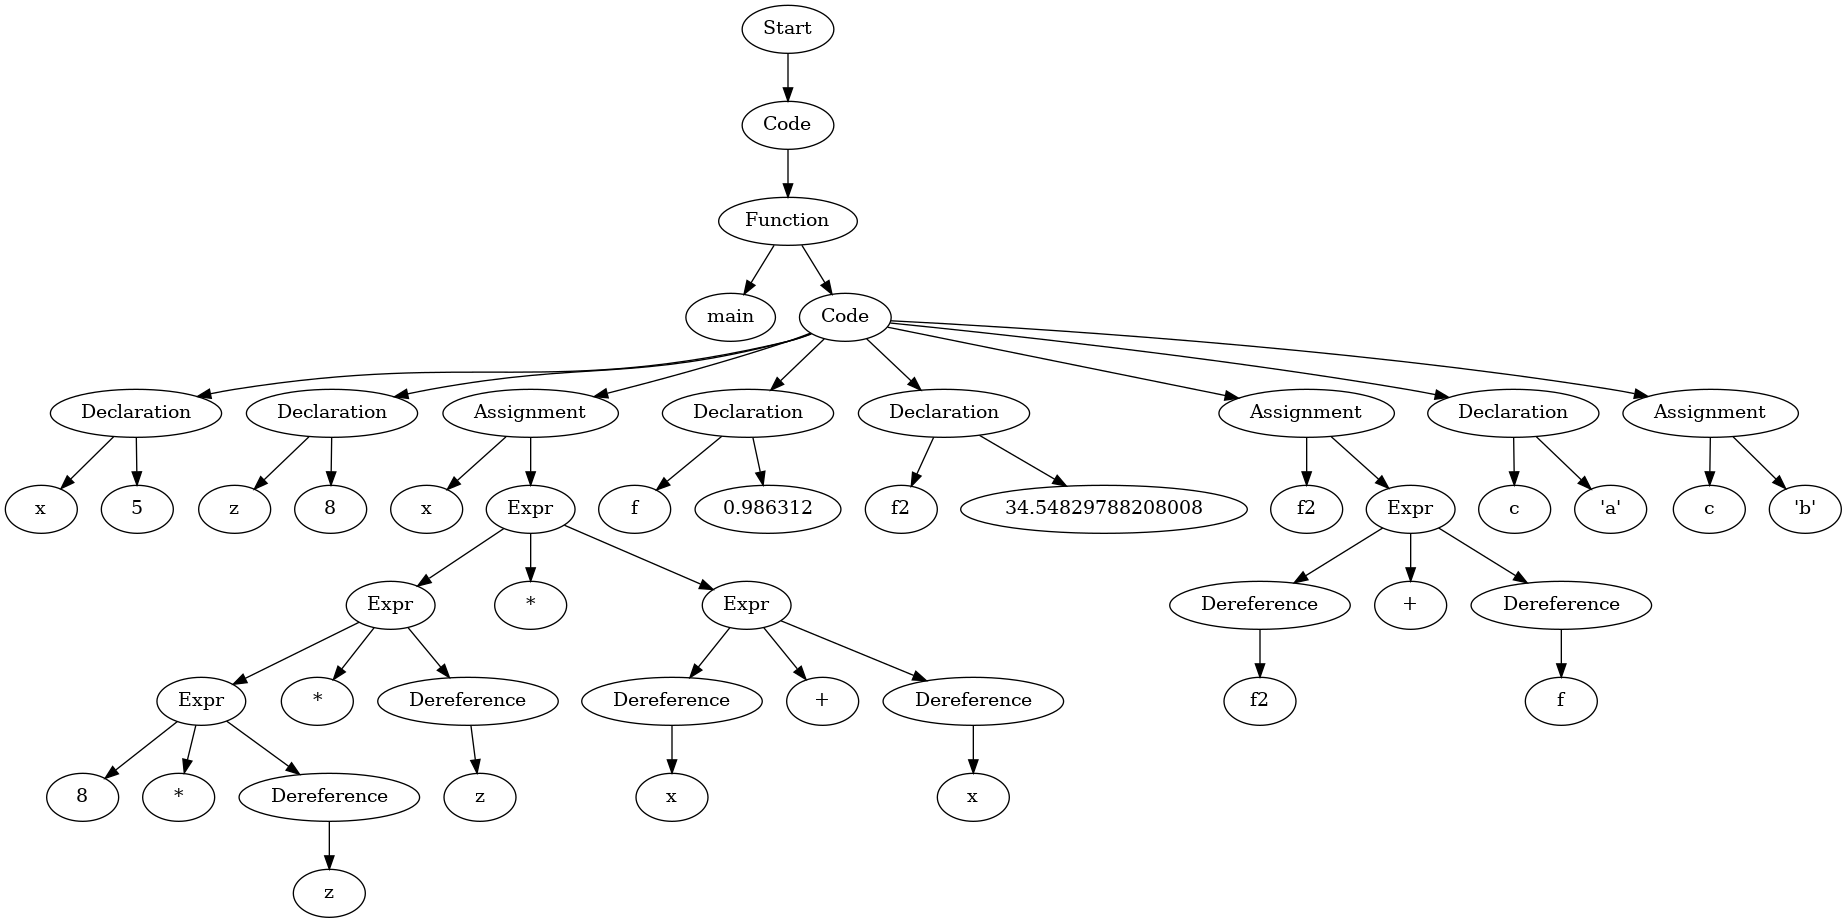 Start
Code
Function
main
Code
Declaration
Declaration
Assignment
Declaration
Declaration
Assignment
Declaration
Assignment
x
5
z
8
x
Expr
f
0.986312
f2
34.54829788208008
f2
Expr
c
'a'
c
'b'
Expr
*
Expr
Dereference
+
Dereference
Expr
*
Dereference
Dereference
+
Dereference
f2
f
8
*
Dereference
z
x
x
z